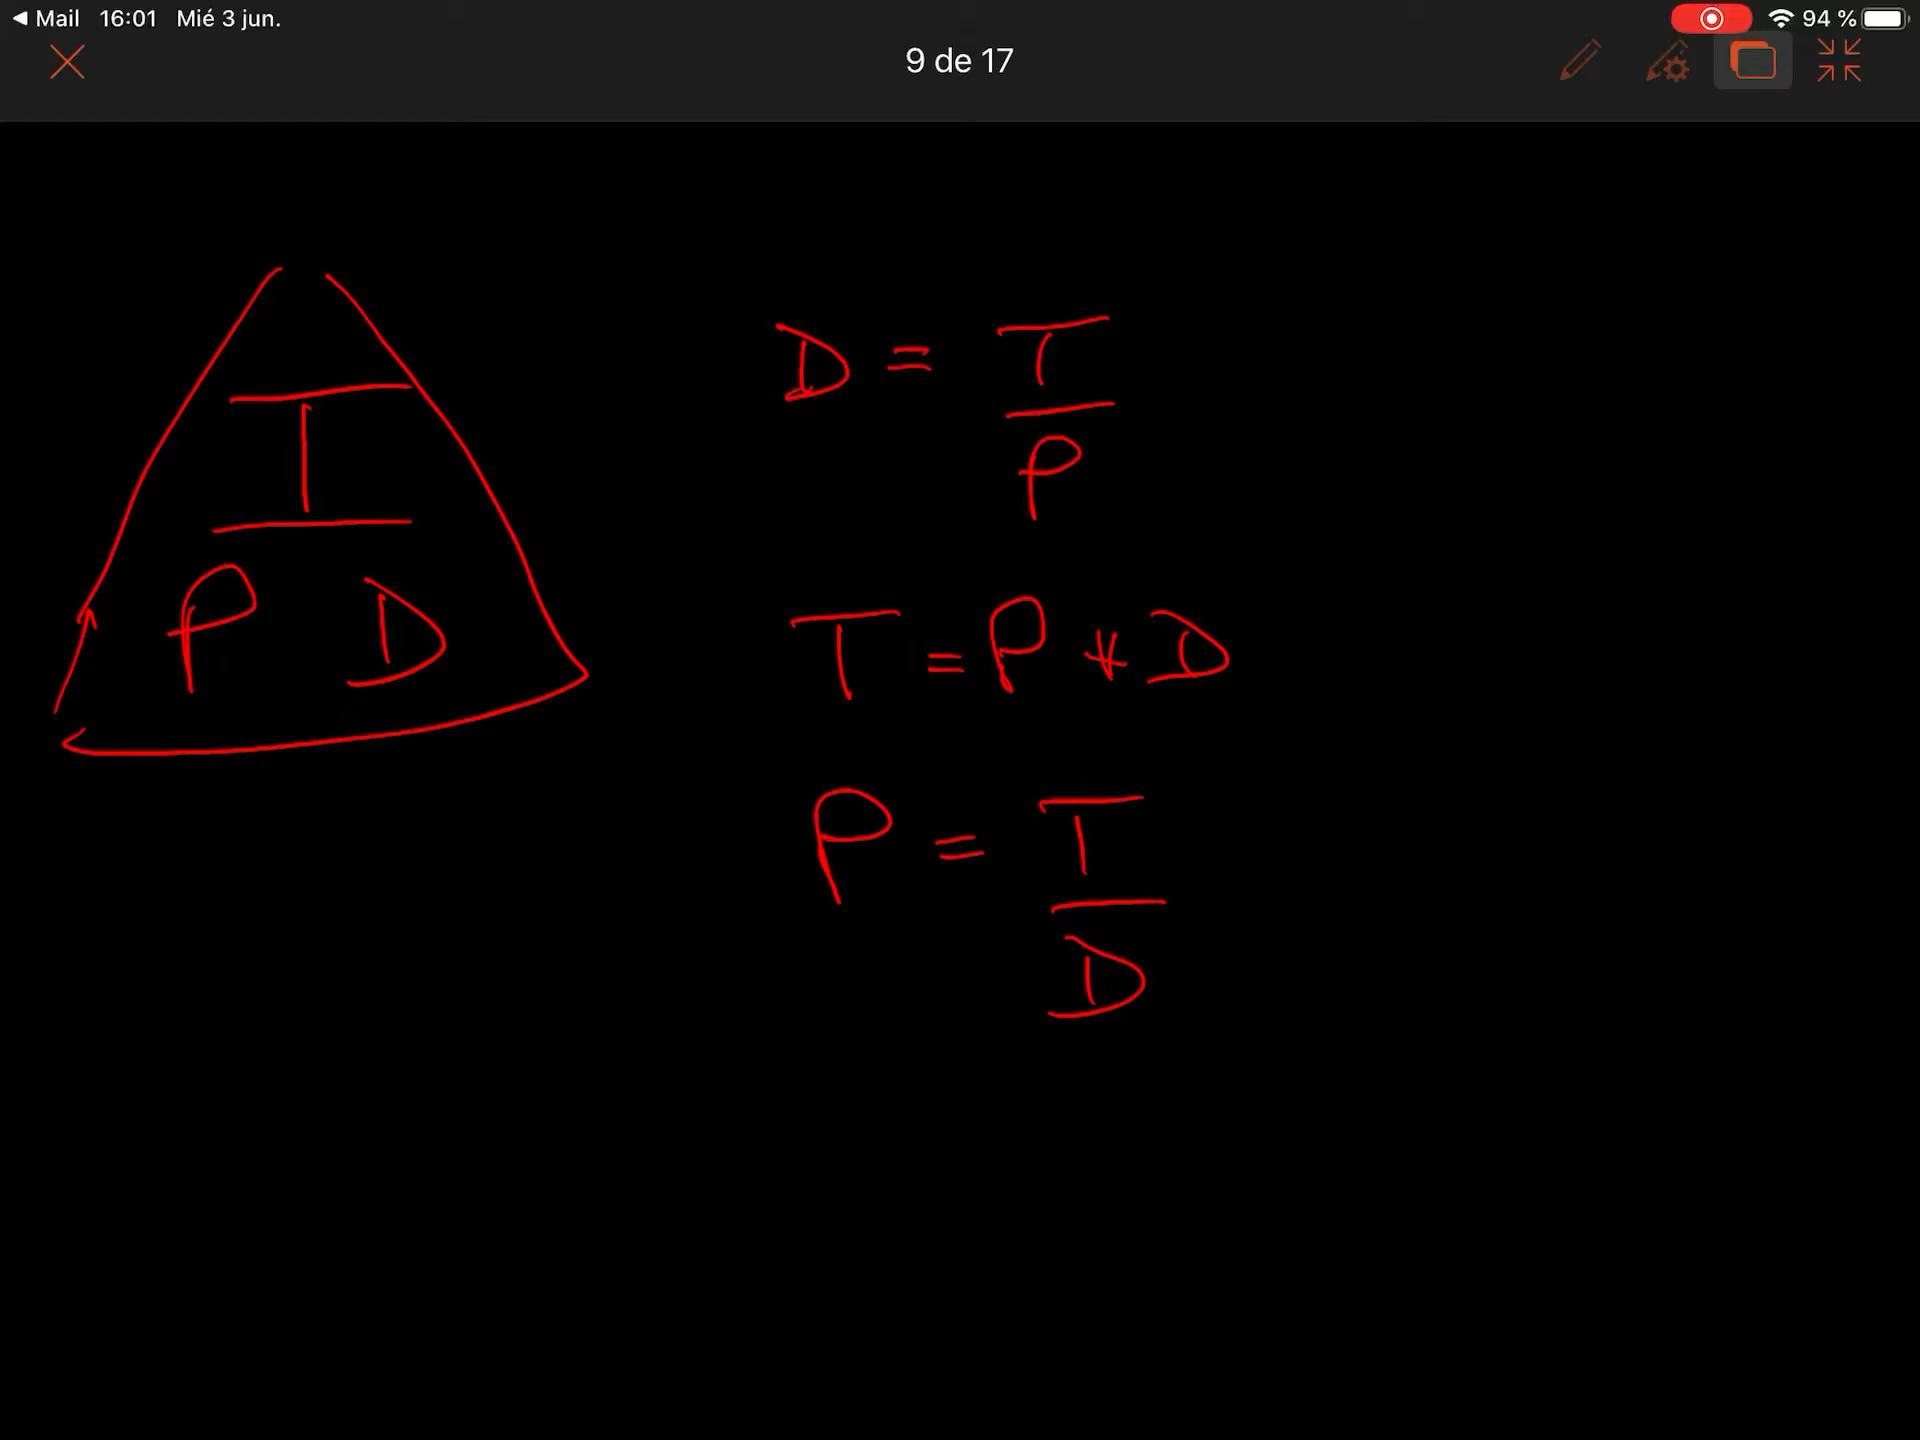 ◀ Mail 16:01 Mié 3 jun. 94 %
9 de 17
T
P D
D = T
P
T = P * D
P = T
D